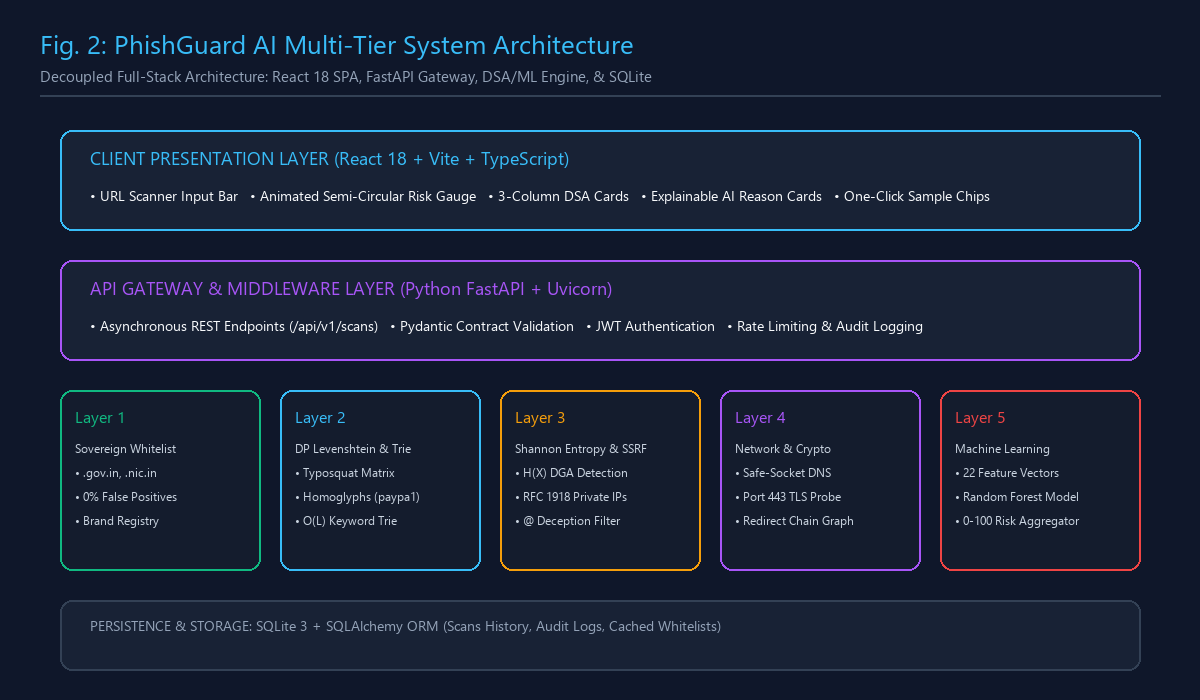 Fig. 2: PhishGuard AI Multi-Tier System Architecture
Decoupled Full-Stack Architecture: React 18 SPA, FastAPI Gateway, DSA/ML Engine, & SQLite
CLIENT PRESENTATION LAYER (React 18 + Vite + TypeScript)
• URL Scanner Input Bar • Animated Semi-Circular Risk Gauge • 3-Column DSA Cards • Explainable AI Reason Cards • One-Click Sample Chips
API GATEWAY & MIDDLEWARE LAYER (Python FastAPI + Uvicorn)
• Asynchronous REST Endpoints (/api/v1/scans) • Pydantic Contract Validation • JWT Authentication • Rate Limiting & Audit Logging
Layer 1
Sovereign Whitelist
• .gov.in, .nic.in
• 0% False Positives
• Brand Registry
Layer 2
DP Levenshtein & Trie
• Typosquat Matrix
• Homoglyphs (paypa1)
• O(L) Keyword Trie
Layer 3
Shannon Entropy & SSRF
• H(X) DGA Detection
• RFC 1918 Private IPs
• @ Deception Filter
Layer 4
Network & Crypto
• Safe-Socket DNS
• Port 443 TLS Probe
• Redirect Chain Graph
Layer 5
Machine Learning
• 22 Feature Vectors
• Random Forest Model
• 0-100 Risk Aggregator
PERSISTENCE & STORAGE: SQLite 3 + SQLAlchemy ORM (Scans History, Audit Logs, Cached Whitelists)